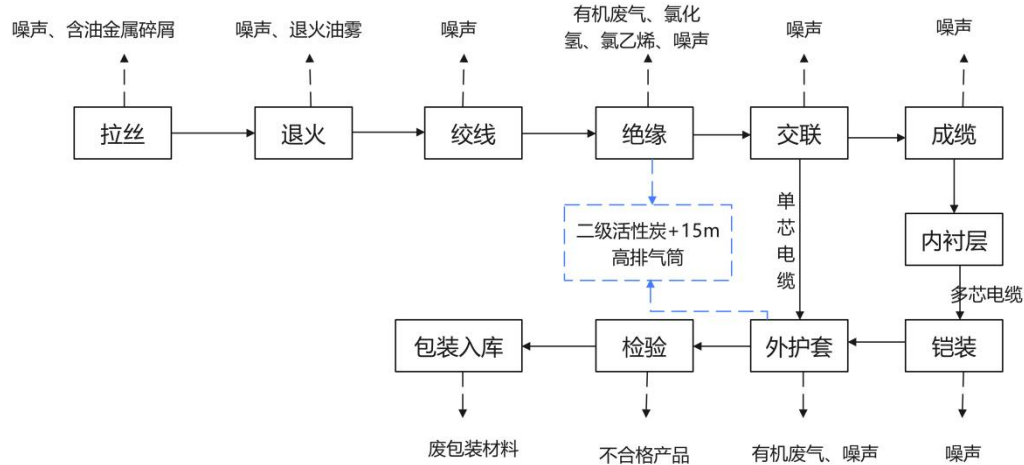 噪声、含油金属碎屑
噪声、退火油雾
噪声
有机废气、氯化
氢、氯乙烯、噪声
噪声
噪声
拉丝
退火
绞线
绝缘
交联
成缆
二级活性炭+15m
高排气筒
单芯电缆
内衬层
多芯电缆
包装入库
检验
外护套
铠装
废包装材料
不合格产品
有机废气、噪声
噪声